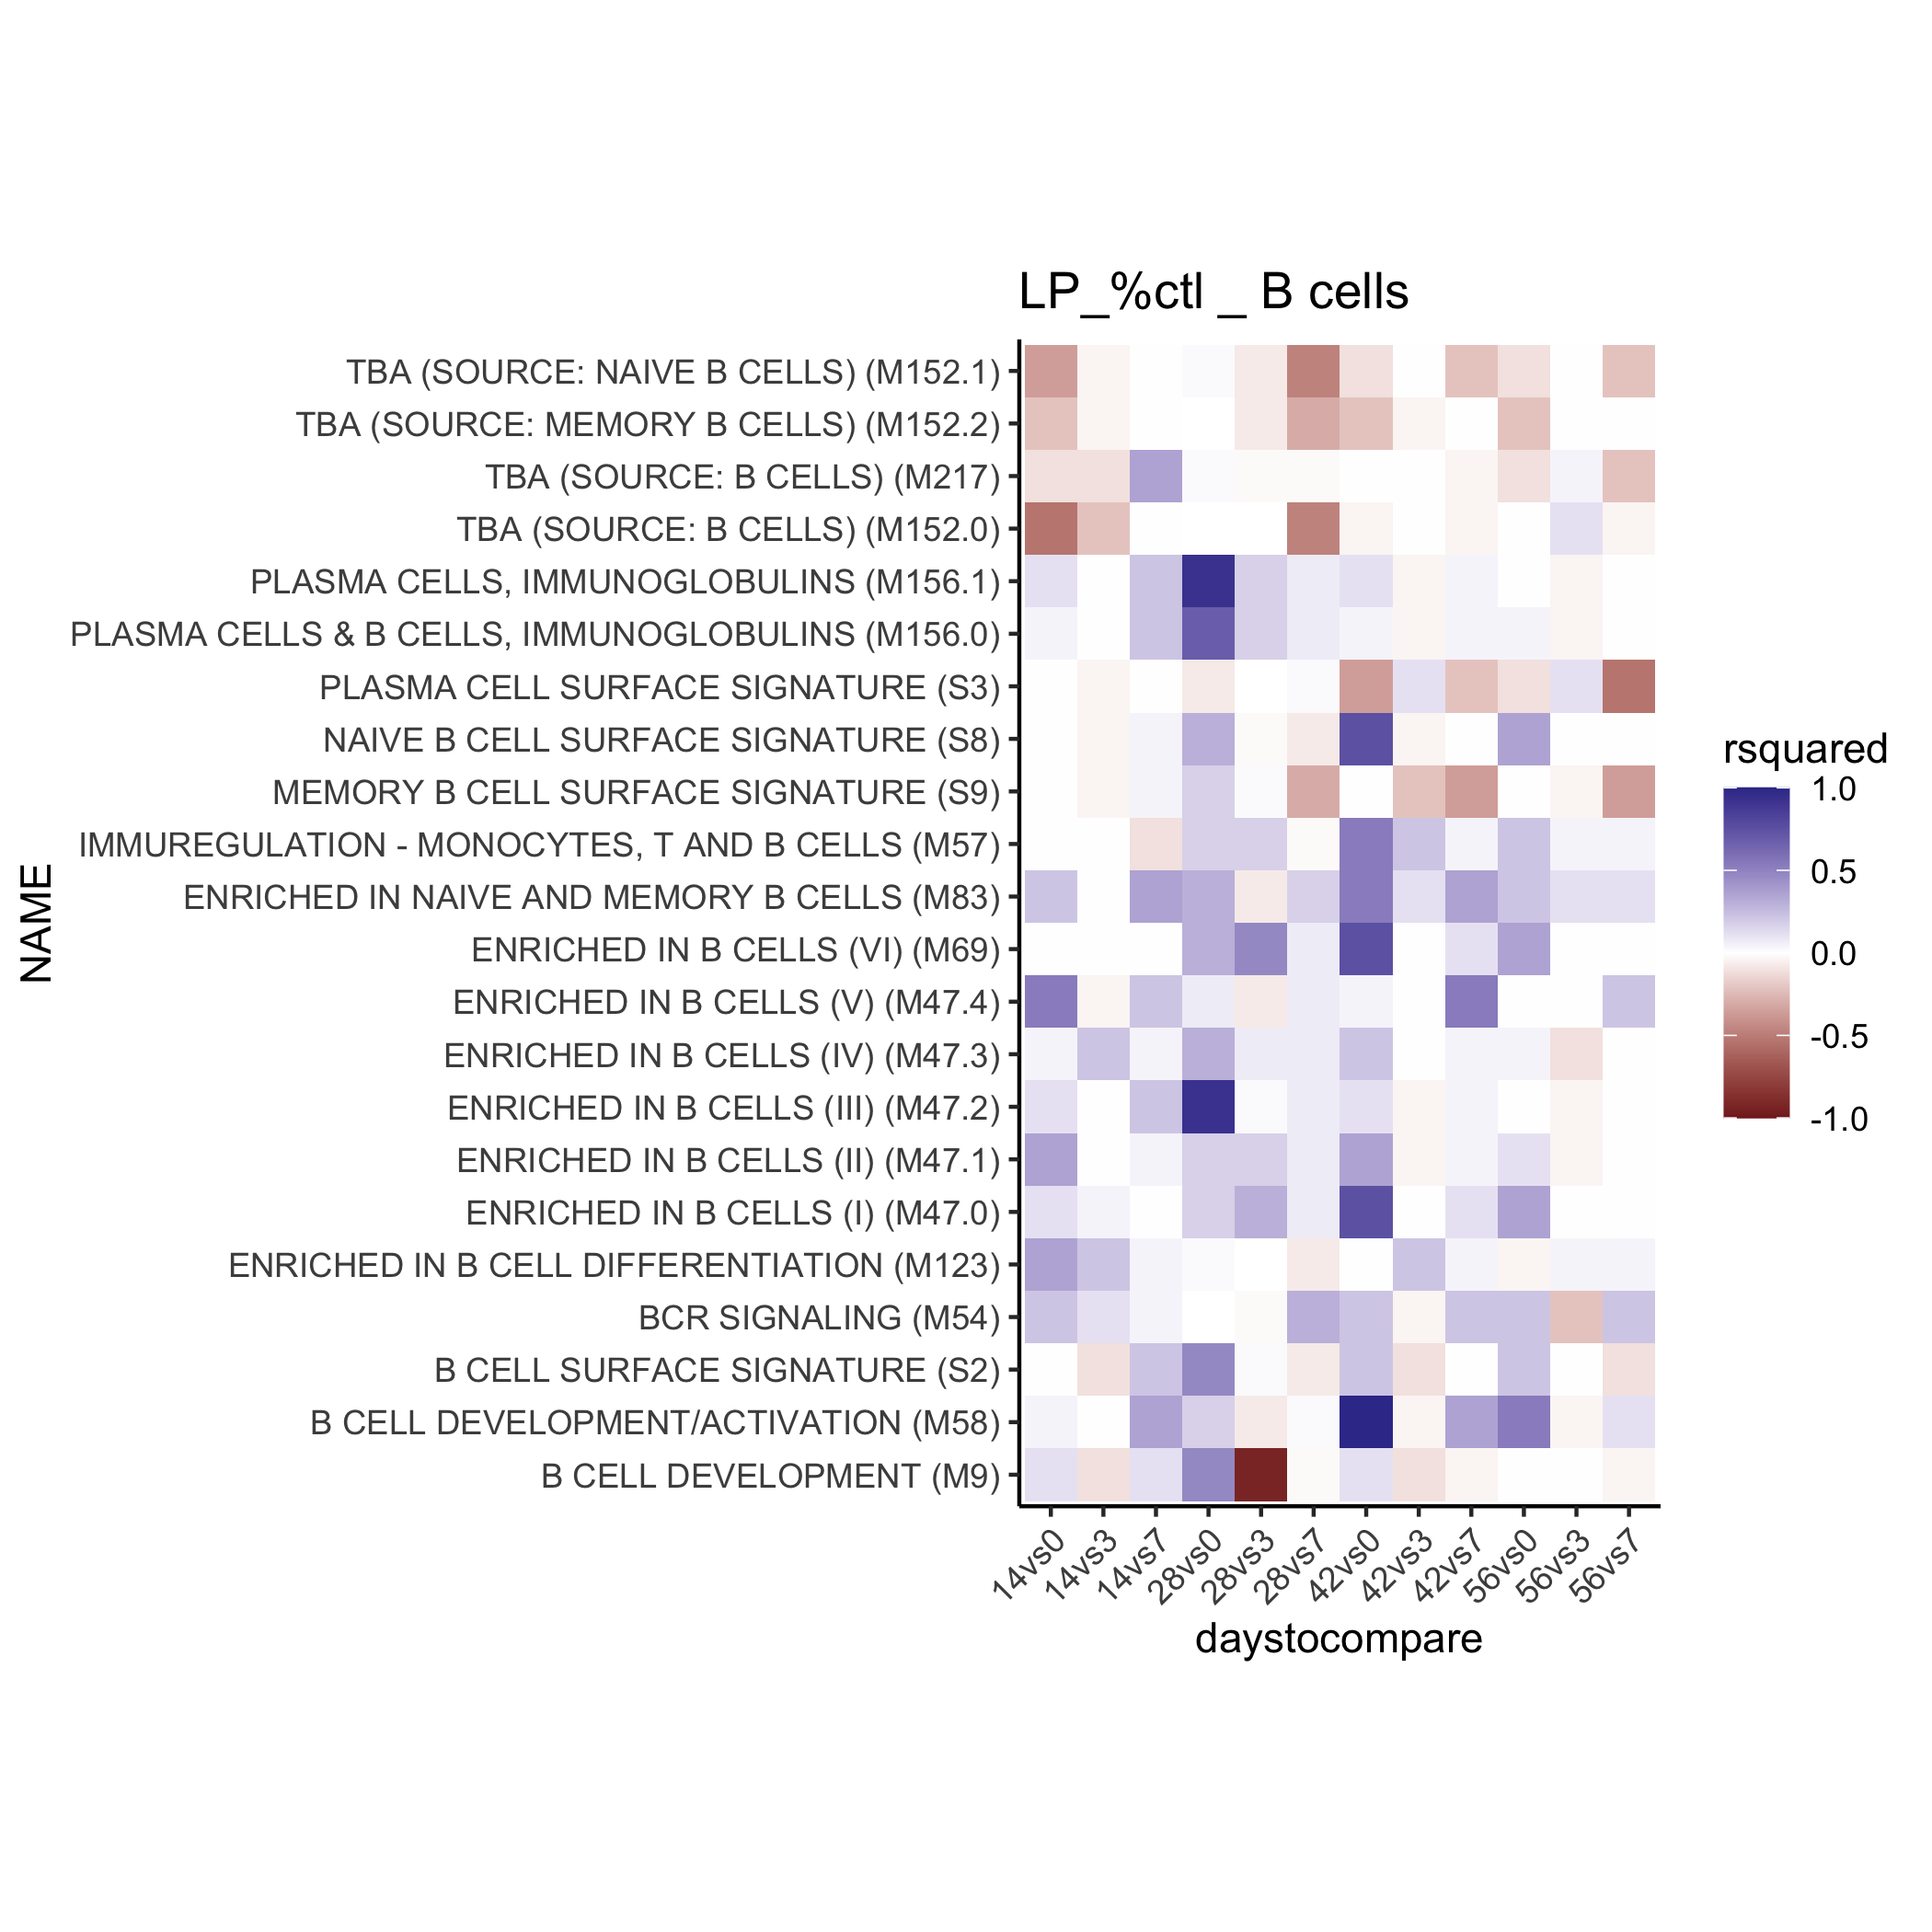 LP_%ctl _ B cells
TBA (SOURCE: NAIVE B CELLS) (M152.1)
TBA (SOURCE: MEMORY B CELLS) (M152.2)
TBA (SOURCE: B CELLS) (M217)
TBA (SOURCE: B CELLS) (M152.0)
PLASMA CELLS, IMMUNOGLOBULINS (M156.1)
PLASMA CELLS & B CELLS, IMMUNOGLOBULINS (M156.0)
PLASMA CELL SURFACE SIGNATURE (S3)
NAIVE B CELL SURFACE SIGNATURE (S8)
MEMORY B CELL SURFACE SIGNATURE (S9)
IMMUREGULATION - MONOCYTES, T AND B CELLS (M57)
ENRICHED IN NAIVE AND MEMORY B CELLS (M83)
ENRICHED IN B CELLS (VI) (M69)
ENRICHED IN B CELLS (V) (M47.4)
ENRICHED IN B CELLS (IV) (M47.3)
ENRICHED IN B CELLS (III) (M47.2)
ENRICHED IN B CELLS (II) (M47.1)
ENRICHED IN B CELLS (I) (M47.0)
ENRICHED IN B CELL DIFFERENTIATION (M123)
BCR SIGNALING (M54)
B CELL SURFACE SIGNATURE (S2)
B CELL DEVELOPMENT/ACTIVATION (M58)
B CELL DEVELOPMENT (M9)
NAME
14vs0
14vs3
14vs7
28vs0
28vs3
28vs7
42vs0
42vs3
42vs7
56vs0
56vs3
56vs7
daystocompare
rsquared
1.0
0.5
0.0
-0.5
-1.0